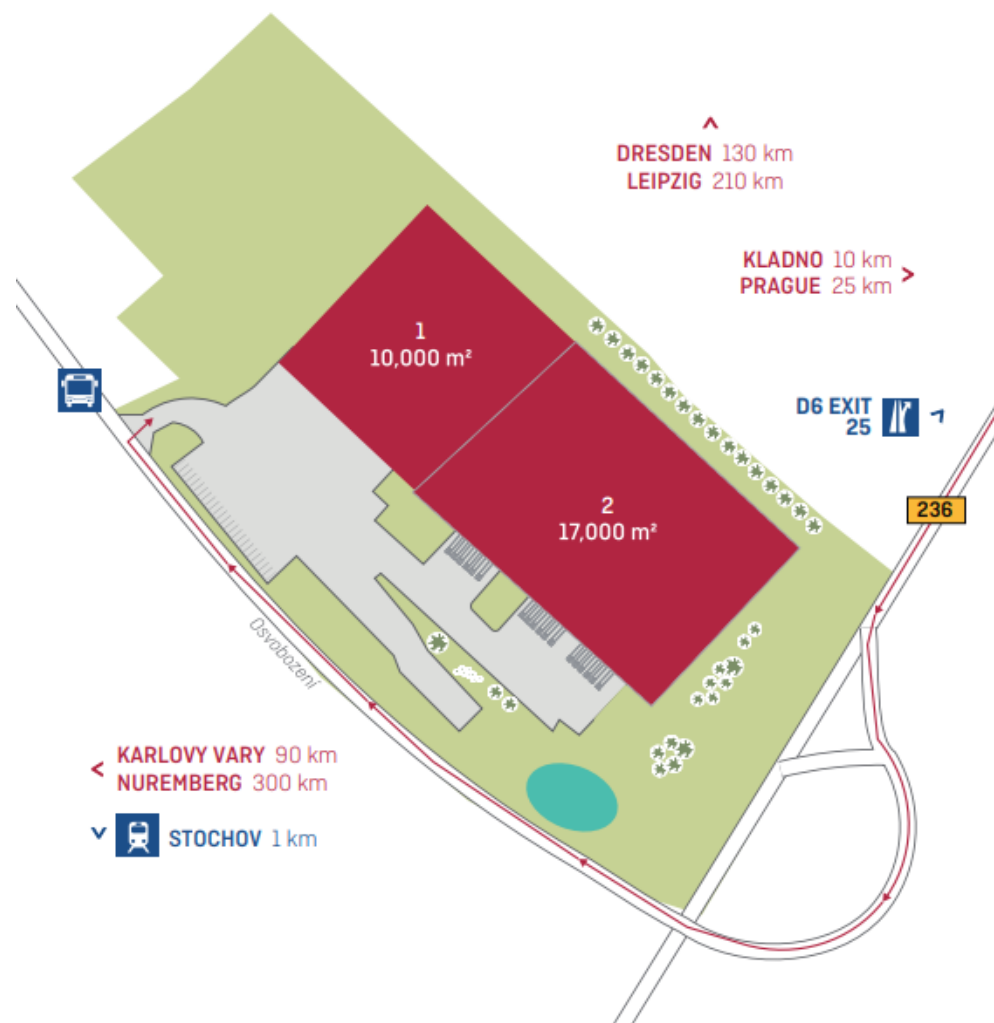 DRESDEN 130 km
LEIPZIG 210 km
KLADNO 10 km
PRAGUE 25 km
1
10,000 m²
D6 EXIT
25
236
2
17,000 m²
Osvobození
KARLOVY VARY 90 km
NUREMBERG 300 km
STOCHOV 1 km